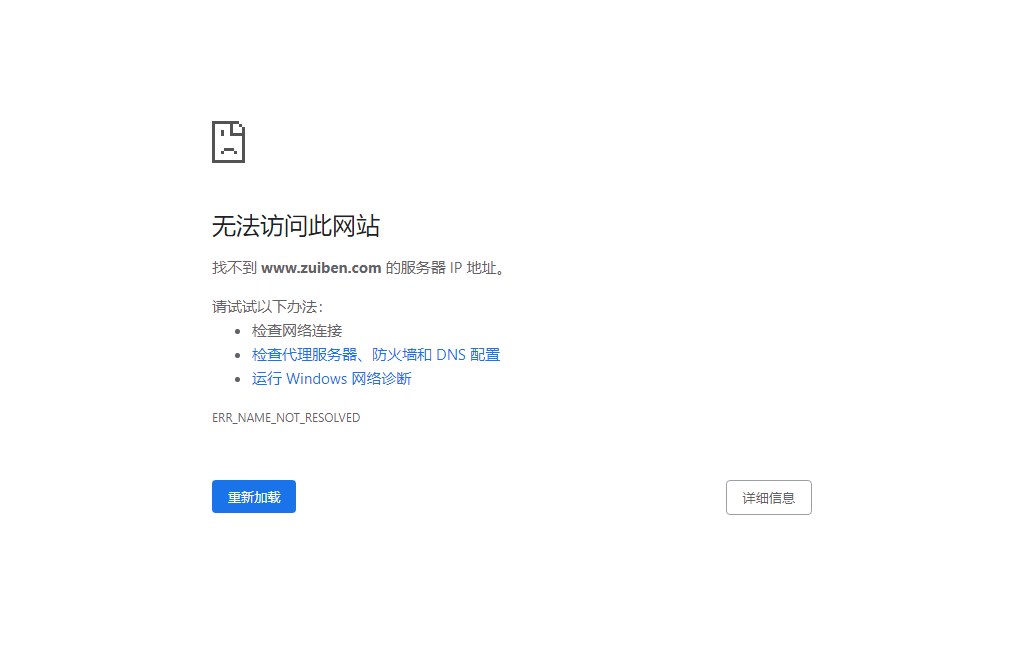 无法访问此网站
找不到 www.zuiben.com 的服务器 IP 地址。
请试试以下办法：
检查网络连接
检查代理服务器、防火墙和 DNS 配置
运行 Windows 网络诊断
ERR_NAME_NOT_RESOLVED
重新加载
详细信息